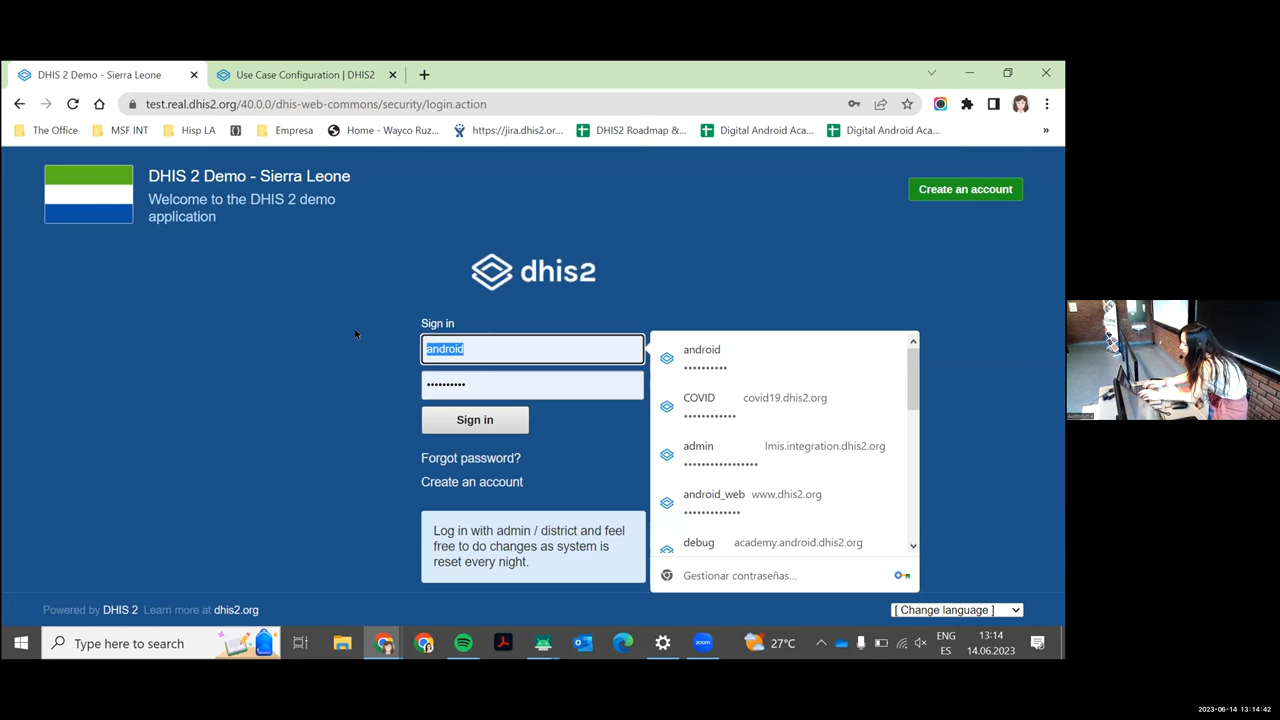 DHIS 2 Demo - Sierra Leone
Use Case Configuration | DHIS2
test.real.dhis2.org/40.0.0/dhis-web-commons/security/login.action
The Office
MSF INT
Hisp LA
Empresa
Home - Wayco Ruz...
https://jira.dhis2.or...
DHIS2 Roadmap &...
Digital Android Aca...
Digital Android Aca...
»
DHIS 2 Demo - Sierra Leone
Welcome to the DHIS 2 demo
application
Create an account
dhis2
Sign in
android
••••••••••
Sign in
Forgot password?
Create an account
Log in with admin / district and feel
free to do changes as system is
reset every night.
android
••••••••••
COVID covid19.dhis2.org
••••••••••••
admin lmis.integration.dhis2.org
•••••••••••••••••
android_web www.dhis2.org
•••••••••••••
debug academy.android.dhis2.org
Gestionar contraseñas...
Powered by DHIS 2 Learn more at dhis2.org
[ Change language ]
Type here to search
zoom
27°C
ENG
ES
13:14
14.06.2023
2023-06-14 13:14:42